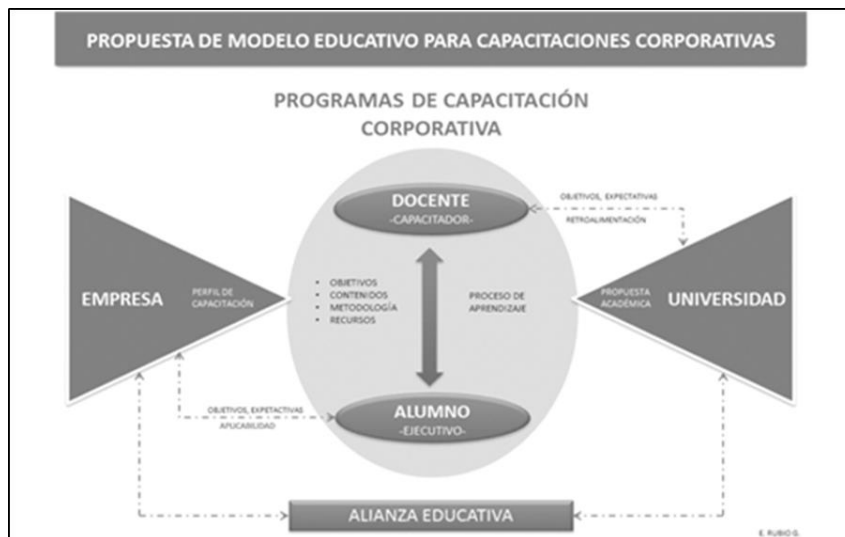 PROPUESTA DE MODELO EDUCATIVO PARA CAPACITACIONES CORPORATIVAS
PROGRAMAS DE CAPACITACIÓN
CORPORATIVA
DOCENTE
-CAPACITADOR-
OBJETIVOS, EXPECTATIVAS
RETROALIMENTACIÓN
EMPRESA
PERFIL DE
CAPACITACIÓN
• OBJETIVOS
• CONTENIDOS
• METODOLOGÍA
• RECURSOS
PROCESO DE
APRENDIZAJE
PROPUESTA
ACADÉMICA
UNIVERSIDAD
OBJETIVOS, EXPETACTIVAS
APLICABILIDAD
ALUMNO
-EJECUTIVO-
ALIANZA EDUCATIVA
E. RUBIO G.